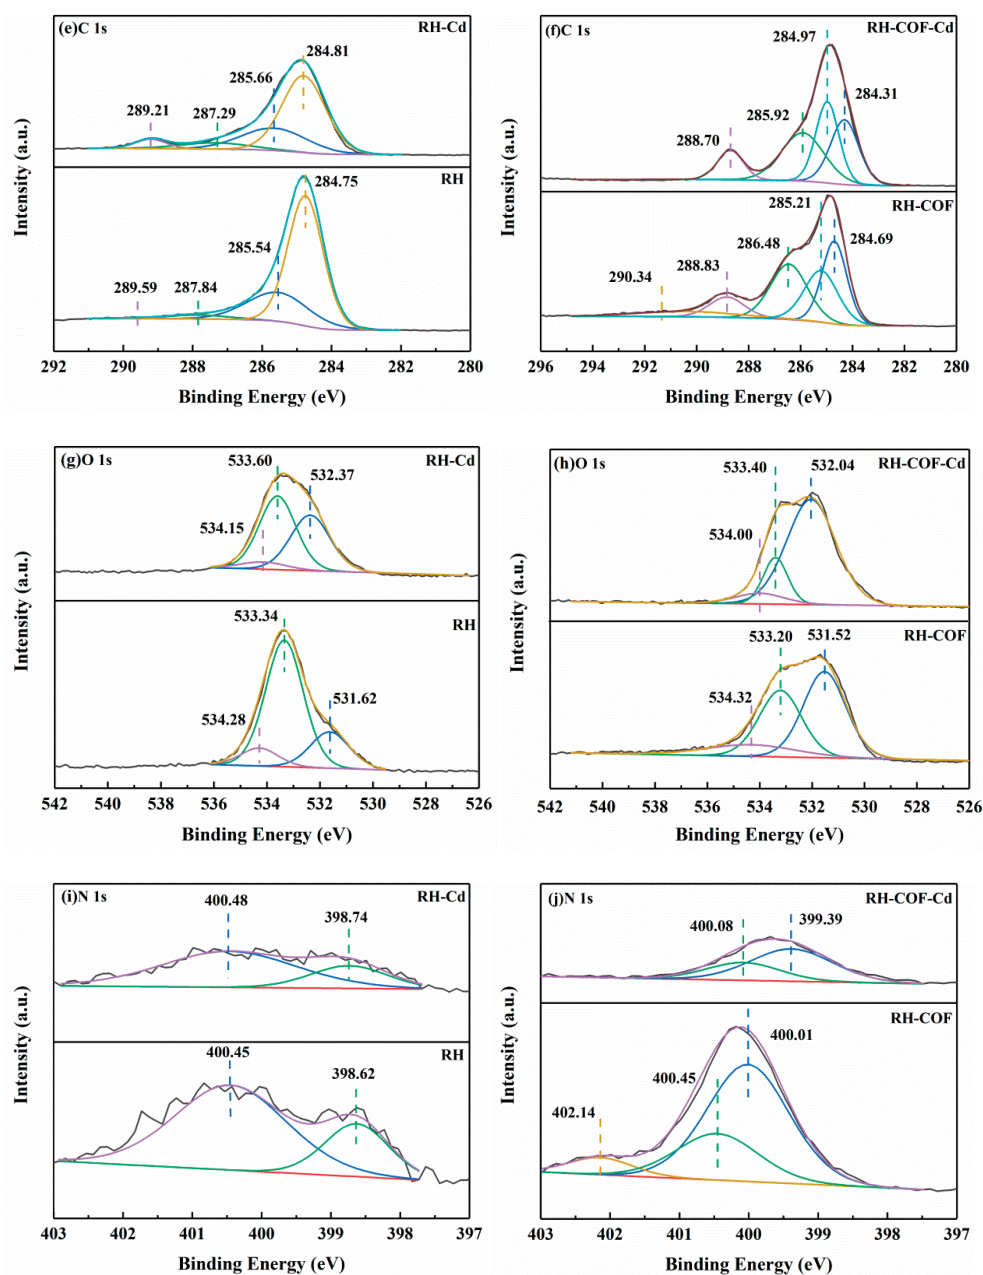 (e)C 1s
RH-Cd
284.81
285.66
289.21
287.29
RH
284.75
285.54
289.59
287.84
292 290 288 286 284 282 280
Binding Energy (eV)
Intensity (a.u.)
(f)C 1s
RH-COF-Cd
284.97
284.31
285.92
288.70
RH-COF
285.21
284.69
286.48
288.83
290.34
296 294 292 290 288 286 284 282 280
Binding Energy (eV)
Intensity (a.u.)
(g)O 1s
RH-Cd
533.60
532.37
534.15
RH
533.34
531.62
534.28
542 540 538 536 534 532 530 528 526
Binding Energy (eV)
Intensity (a.u.)
(h)O 1s
RH-COF-Cd
533.40
532.04
534.00
RH-COF
533.20
531.52
534.32
542 540 538 536 534 532 530 528 526
Binding Energy (eV)
Intensity (a.u.)
(i)N 1s
RH-Cd
400.48
398.74
RH
400.45
398.62
403 402 401 400 399 398 397
Binding Energy (eV)
Intensity (a.u.)
(j)N 1s
RH-COF-Cd
400.08
399.39
RH-COF
400.01
400.45
402.14
403 402 401 400 399 398 397
Binding Energy (eV)
Intensity (a.u.)